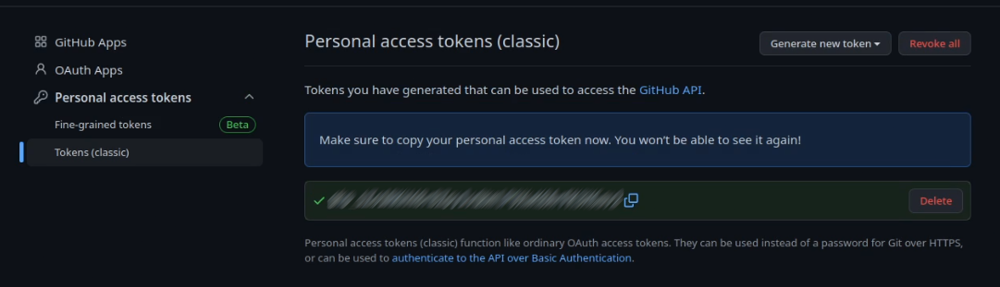 GitHub Apps
OAuth Apps
Personal access tokens
Fine-grained tokens
Beta
Tokens (classic)
Personal access tokens (classic)
Generate new token
Revoke all
Tokens you have generated that can be used to access the GitHub API.
Make sure to copy your personal access token now. You won't be able to see it again!
Delete
Personal access tokens (classic) function like ordinary OAuth access tokens. They can be used instead of a password for Git over HTTPS,
or can be used to authenticate to the API over Basic Authentication.